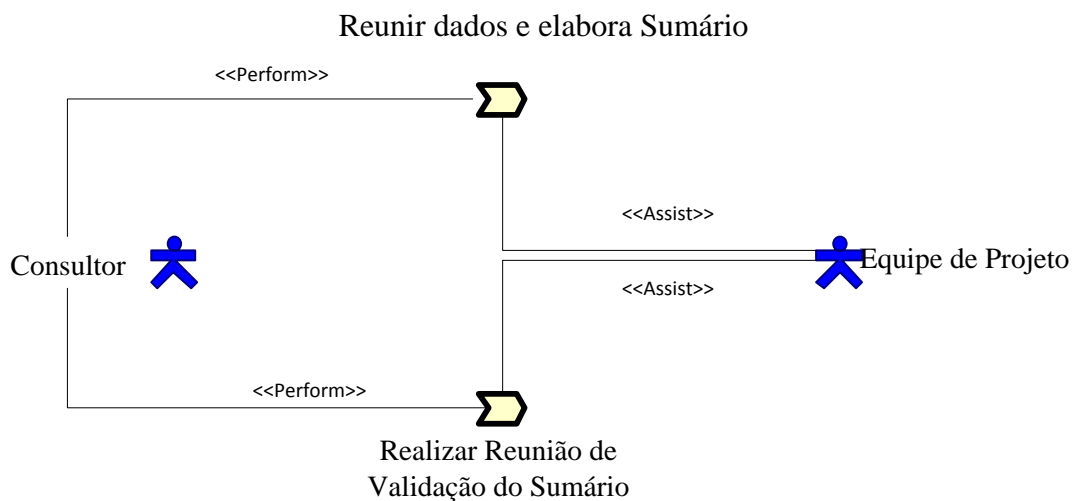 Reunir dados e elabora Sumário
<<Perform>>
<<Assist>>
Consultor
Equipe de Projeto
<<Assist>>
<<Perform>>
Realizar Reunião de
Validação do Sumário